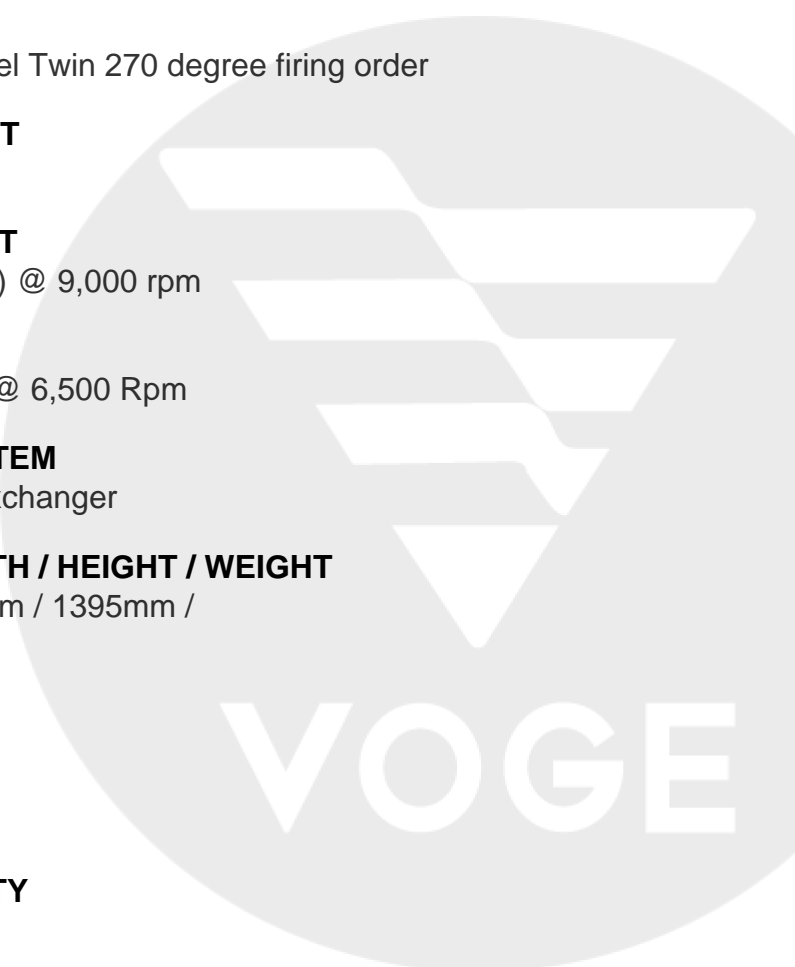 el Twin 270 degree firing order
T
T
) @ 9,000 rpm
@ 6,500 Rpm
TEM
xchanger
TH / HEIGHT / WEIGHT
m / 1395mm /
VOGE
TY